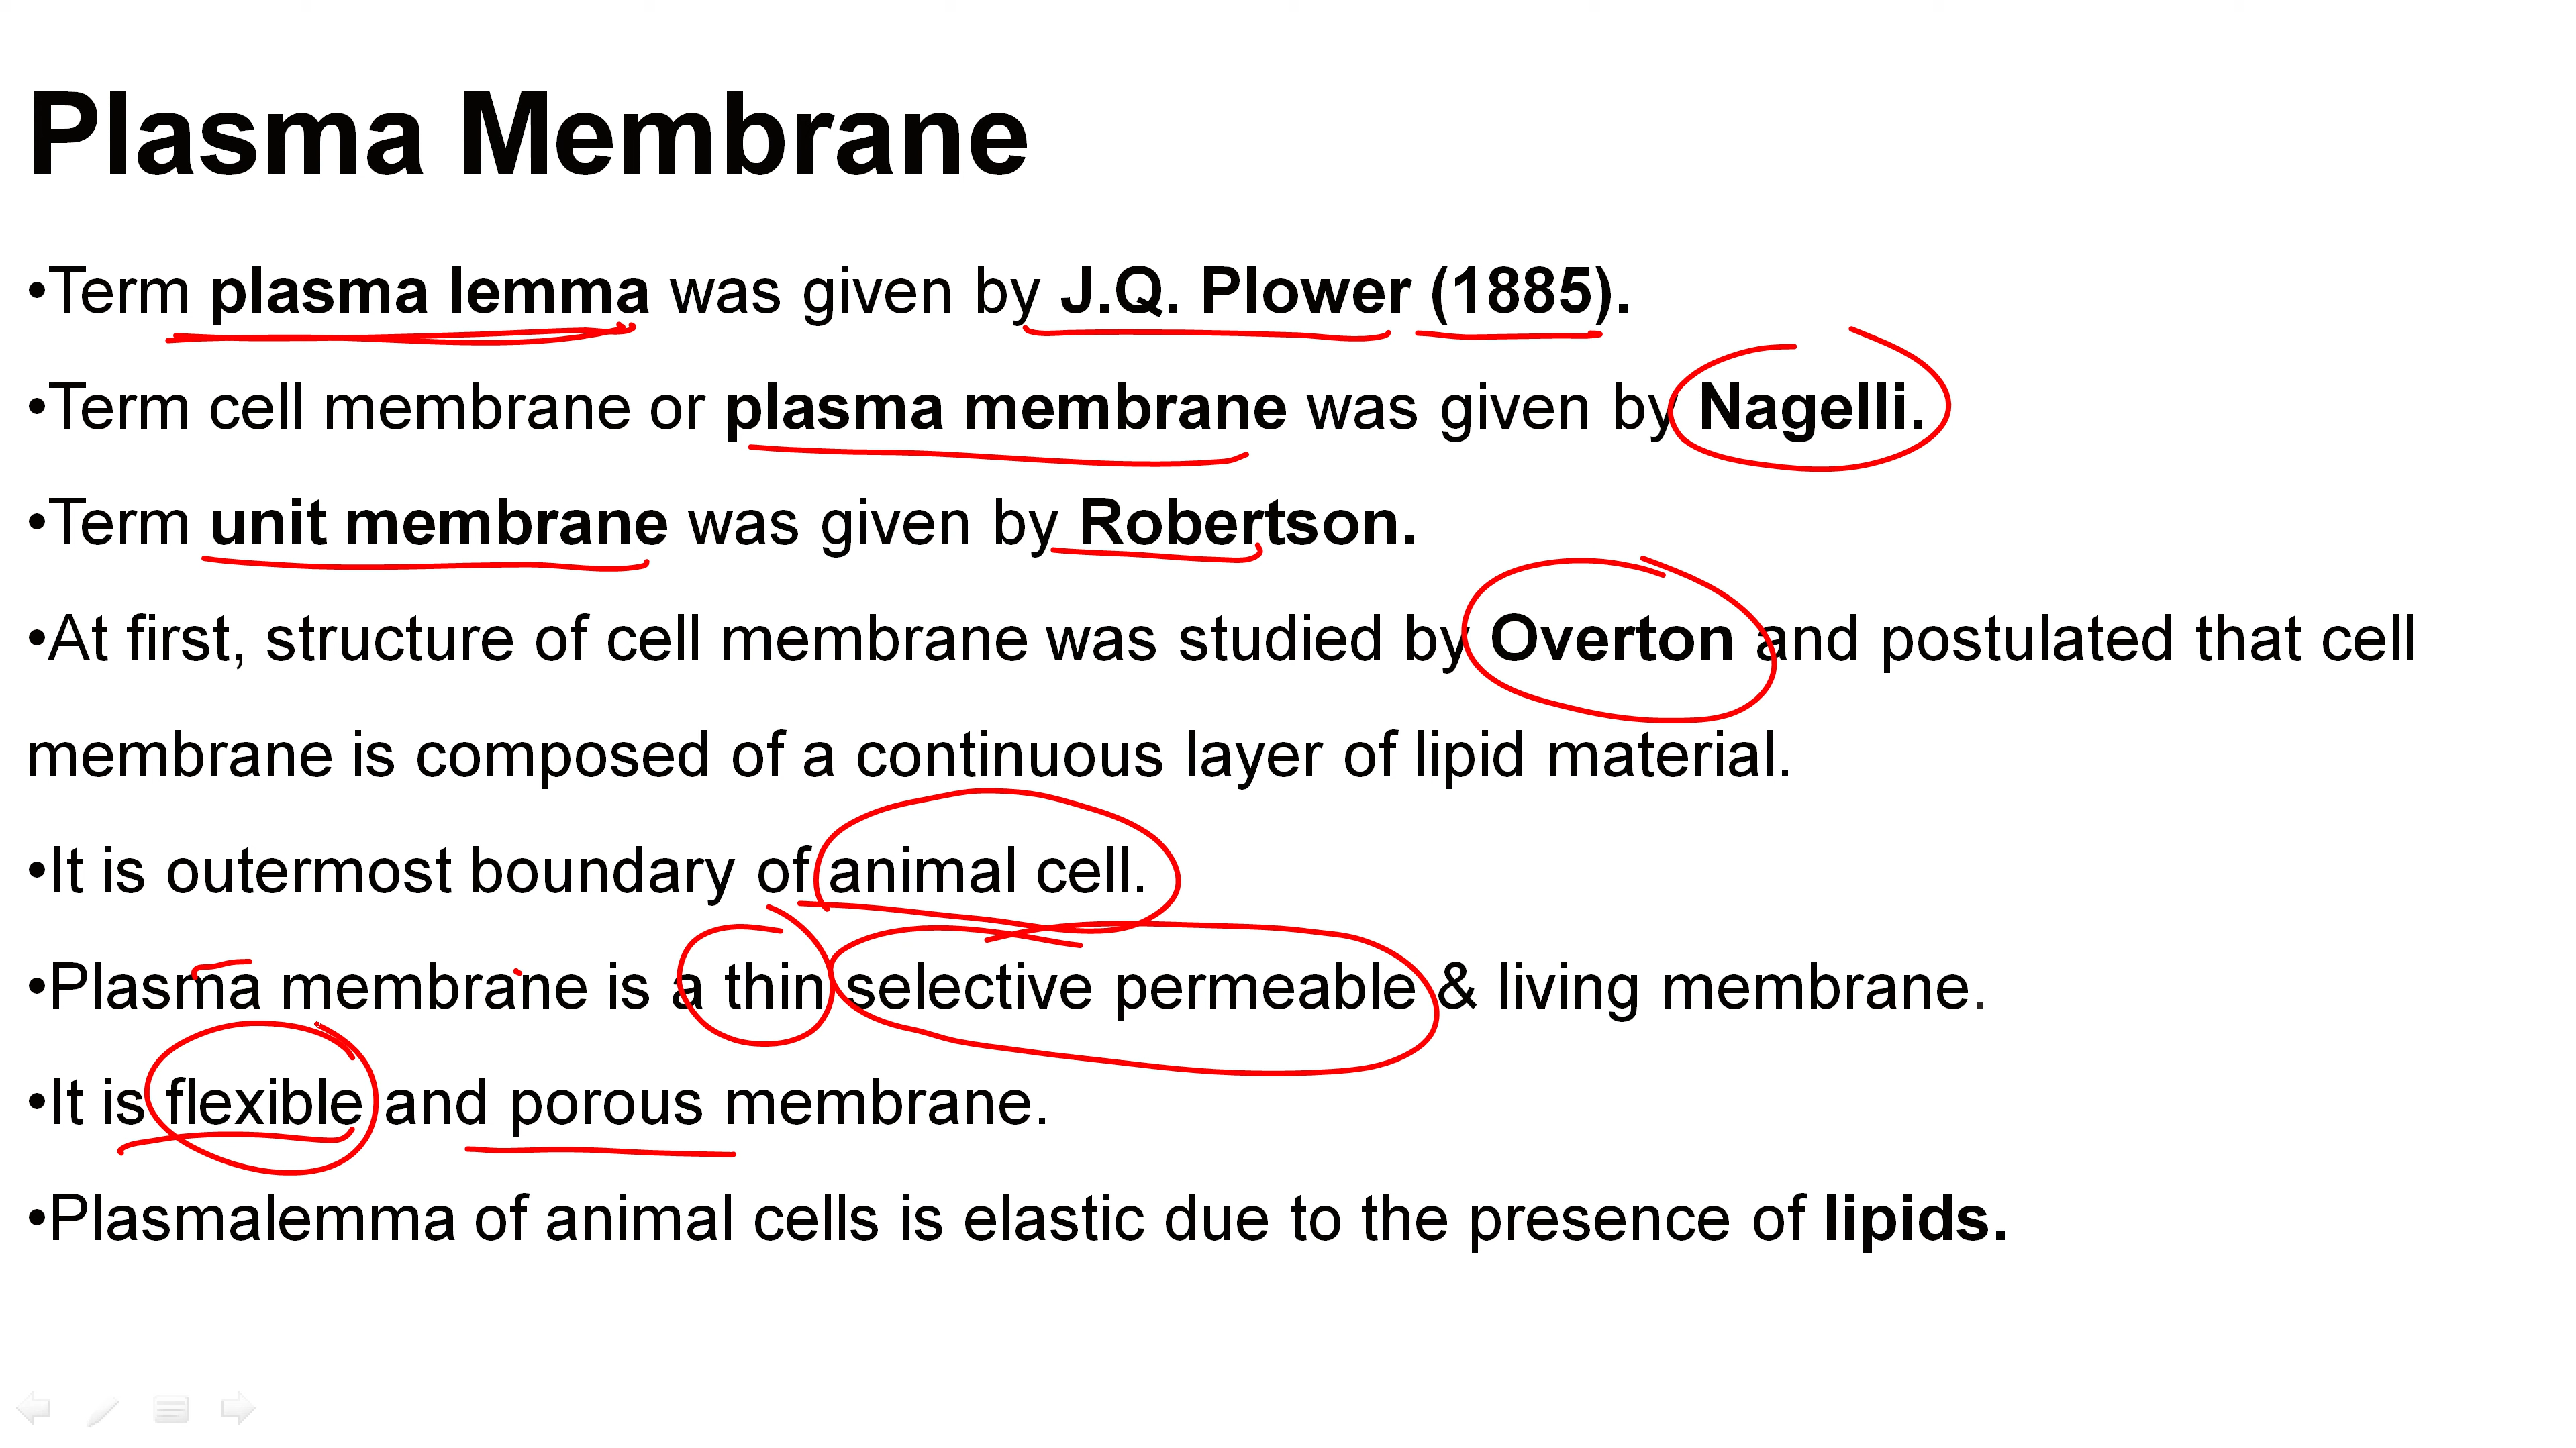 Plasma Membrane
•Term plasma lemma was given by J.Q. Plower (1885).
•Term cell membrane or plasma membrane was given by Nagelli.
•Term unit membrane was given by Robertson.
•At first, structure of cell membrane was studied by Overton and postulated that cell
membrane is composed of a continuous layer of lipid material.
•It is outermost boundary of animal cell.
•Plasma membrane is a thin selective permeable & living membrane.
•It is flexible and porous membrane.
•Plasmalemma of animal cells is elastic due to the presence of lipids.